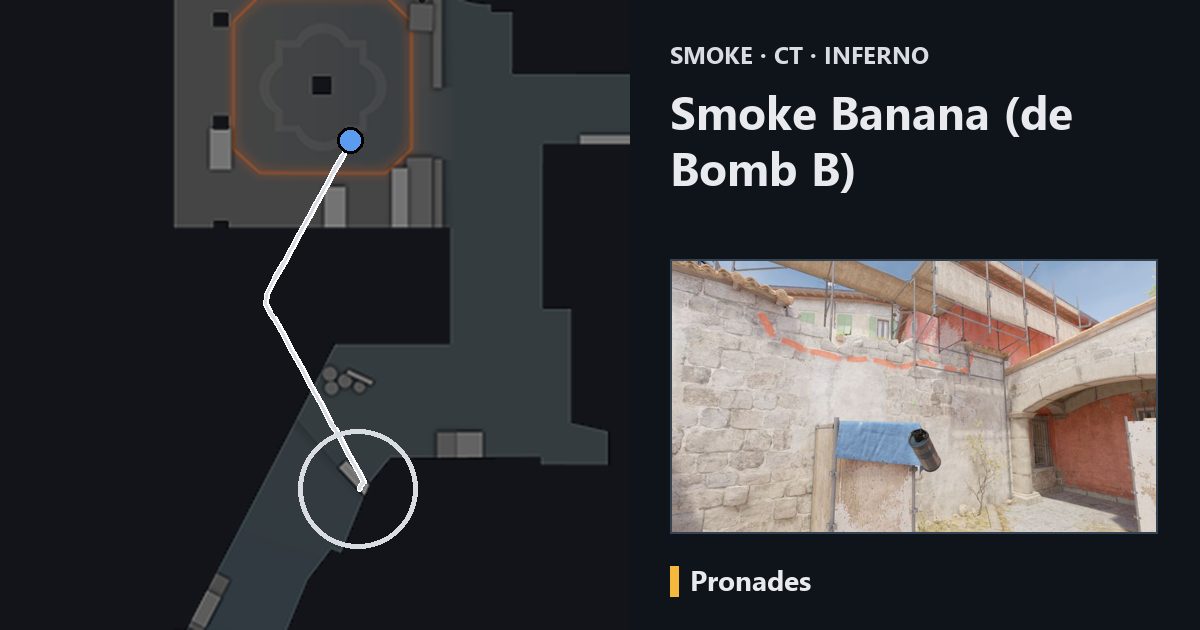 SMOKE · CT · INFERNO
Smoke Banana (de
Bomb B)
Pronades